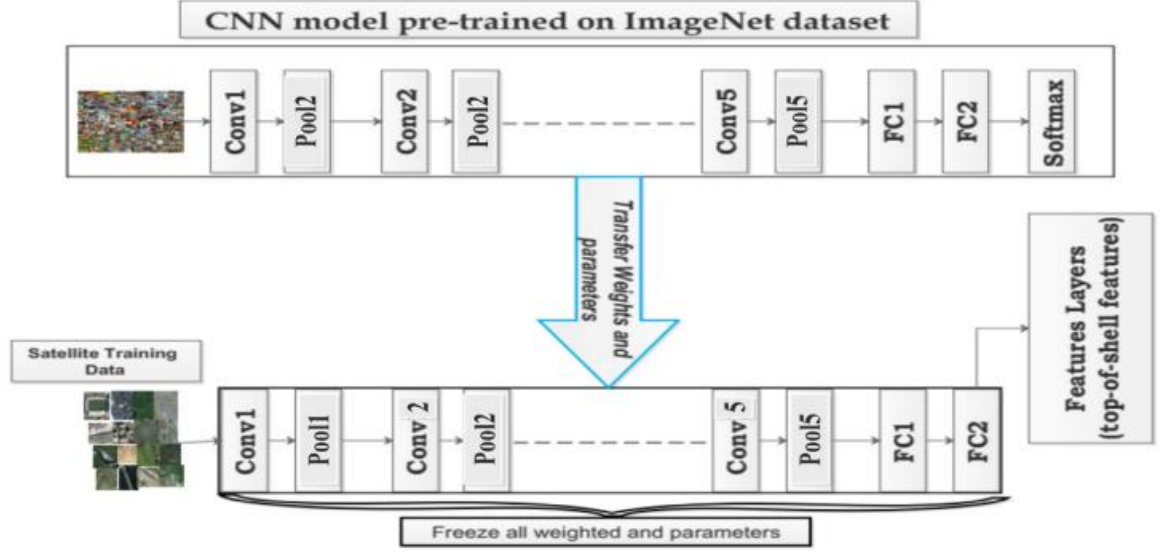 CNN model pre-trained on ImageNet dataset
Conv1
Pool2
Conv2
Pool2
Conv5
Pool5
FC1
FC2
Softmax
Transfer Weights and
parameters
Features Layers
(top-of-shell features)
Satellite Training
Data
Conv1
Pool1
Conv 2
Pool2
Conv 5
Pool5
FC1
FC2
Freeze all weighted and parameters